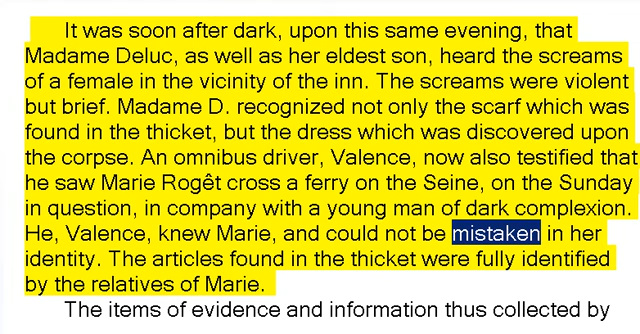 It was soon after dark, upon this same evening, that
Madame Deluc, as well as her eldest son, heard the screams
of a female in the vicinity of the inn. The screams were violent
but brief. Madame D. recognized not only the scarf which was
found in the thicket, but the dress which was discovered upon
the corpse. An omnibus driver, Valence, now also testified that
he saw Marie Rogêt cross a ferry on the Seine, on the Sunday
in question, in company with a young man of dark complexion.
He, Valence, knew Marie, and could not be mistaken in her
identity. The articles found in the thicket were fully identified
by the relatives of Marie.
The items of evidence and information thus collected by